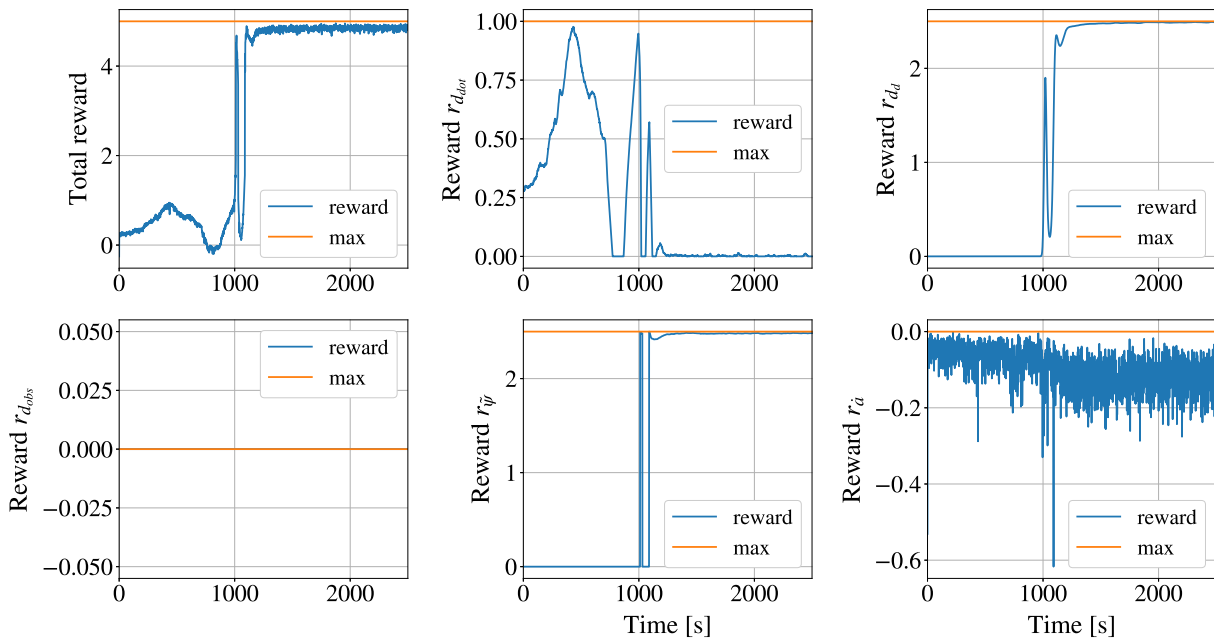 Total reward
4
2
0
0
1000
2000
reward
max
Reward r_{d_{dot}}
1.00
0.75
0.50
0.25
0.00
0
1000
2000
reward
max
Reward r_{d_d}
2
1
0
0
1000
2000
reward
max
Reward r_{d_{obs}}
0.050
0.025
0.000
−0.025
−0.050
0
1000
2000
reward
max
Reward r_{\tilde{ψ}}
2
1
0
0
1000
2000
Time [s]
reward
max
Reward r_{\dot{a}}
0.0
−0.2
−0.4
−0.6
0
1000
2000
reward
max